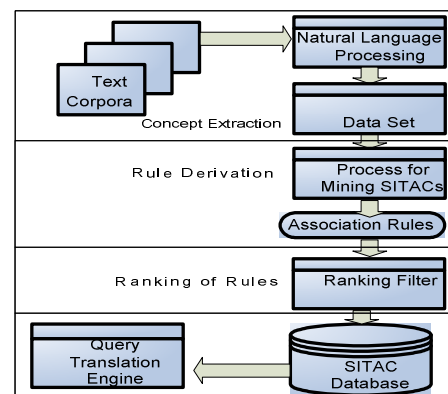 Natural Language
Processing
Text
Corpora
Concept Extraction
Data Set
Rule Derivation
Process for
Mining SITACs
Association Rules
Ranking of Rules
Ranking Filter
Query
Translation
Engine
SITAC
Database